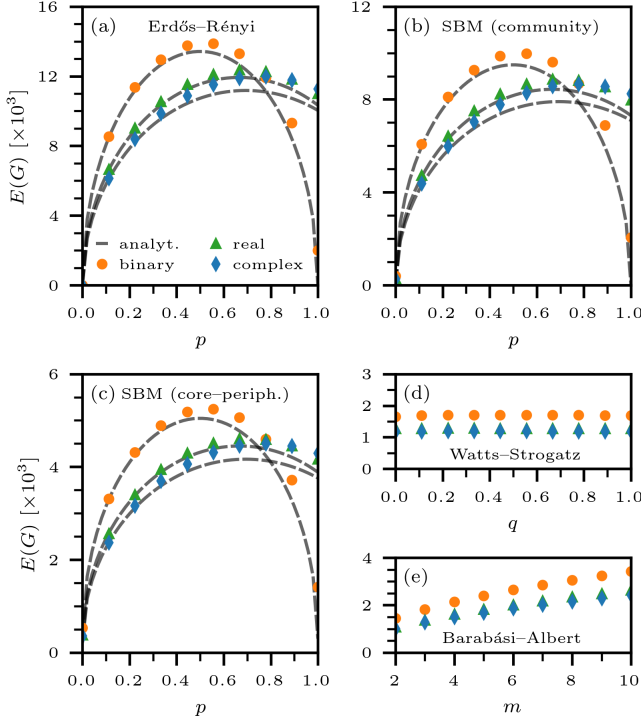 (a) Erdős–Rényi
16
12
8
4
0
E(G) [×10³]
analyt.
binary
real
complex
0.0 0.2 0.4 0.6 0.8 1.0
p
(b) SBM (community)
12
8
4
0
0.0 0.2 0.4 0.6 0.8 1.0
p
(c) SBM (core–periph.)
6
4
2
0
E(G) [×10³]
0.0 0.2 0.4 0.6 0.8 1.0
p
(d)
3
2
1
0
Watts–Strogatz
0.0 0.2 0.4 0.6 0.8 1.0
q
(e)
4
2
0
Barabási–Albert
2 4 6 8 10
m